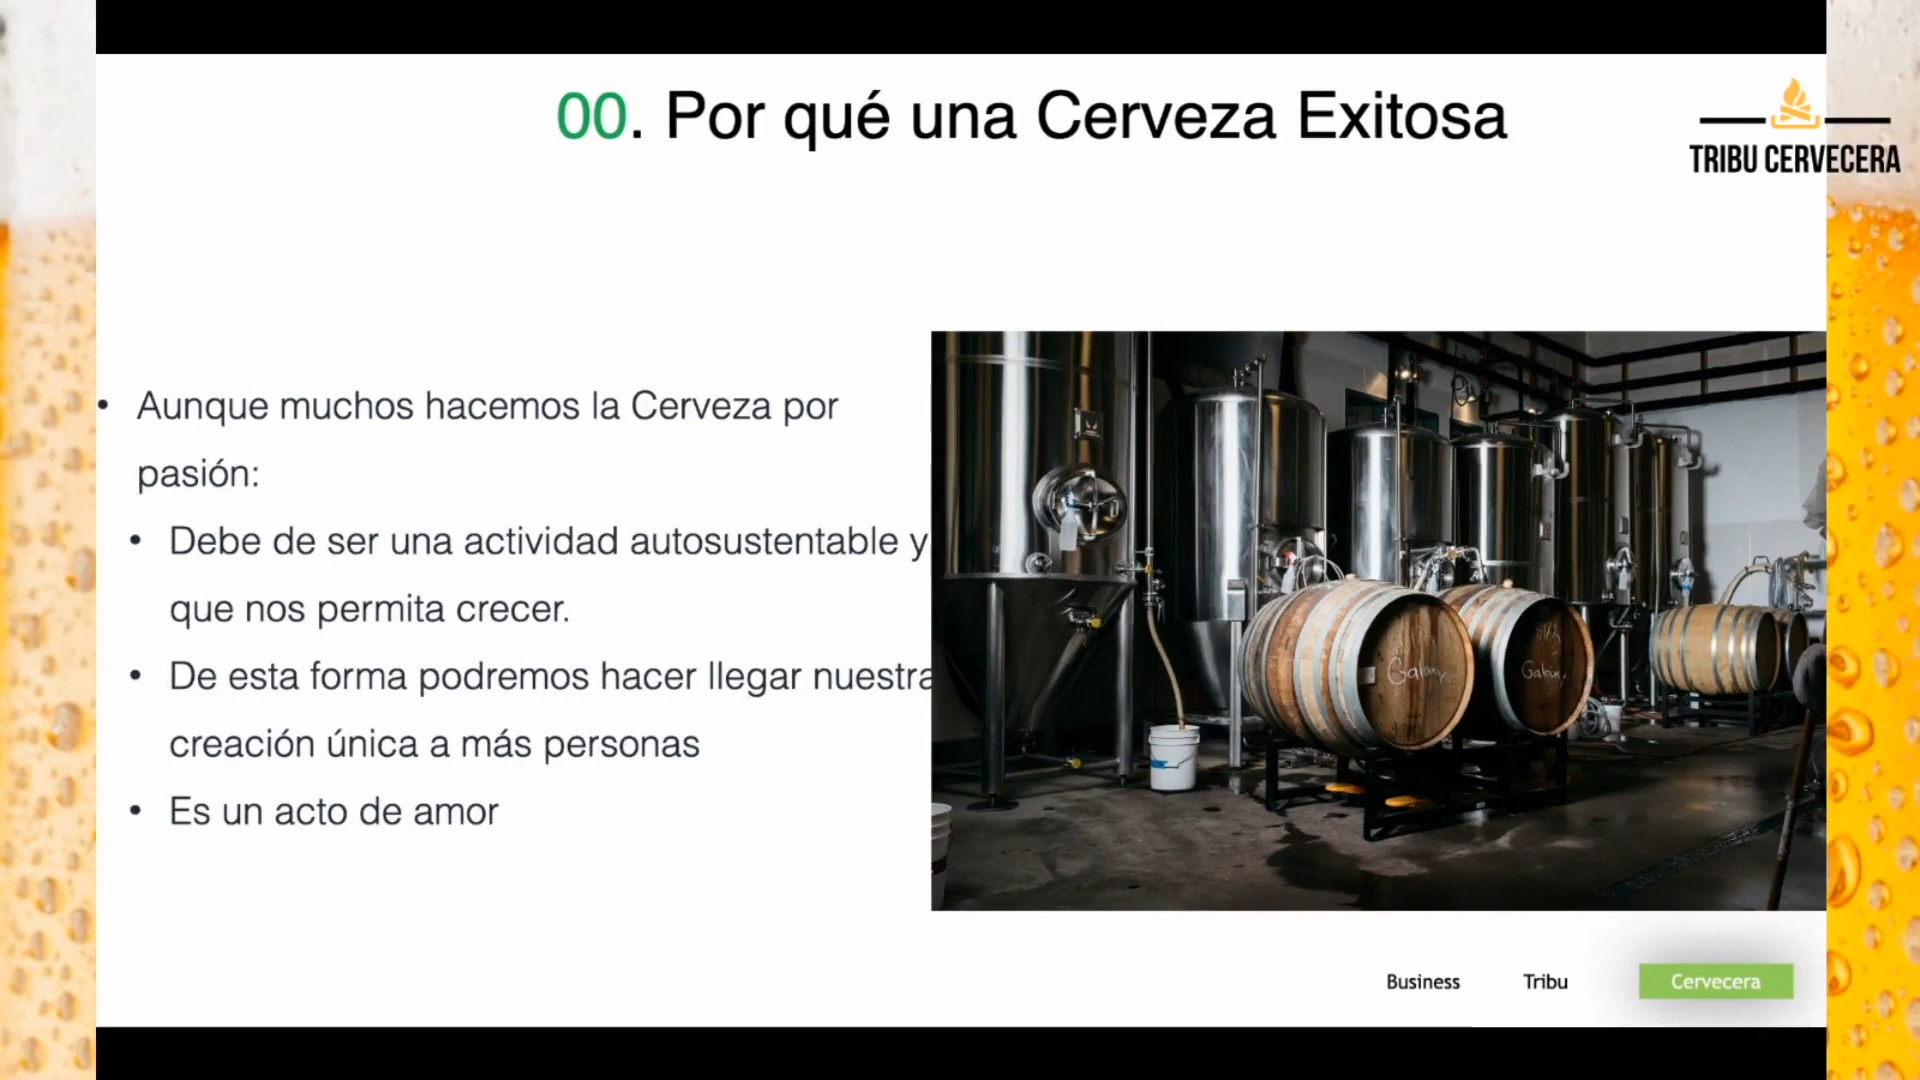 00. Por qué una Cerveza Exitosa
TRIBU CERVECERA
• Aunque muchos hacemos la Cerveza por
pasión:
• Debe de ser una actividad autosustentable y
que nos permita crecer.
• De esta forma podremos hacer llegar nuestra
creación única a más personas
• Es un acto de amor
Galaxy
Galaxy
Business
Tribu
Cervecera